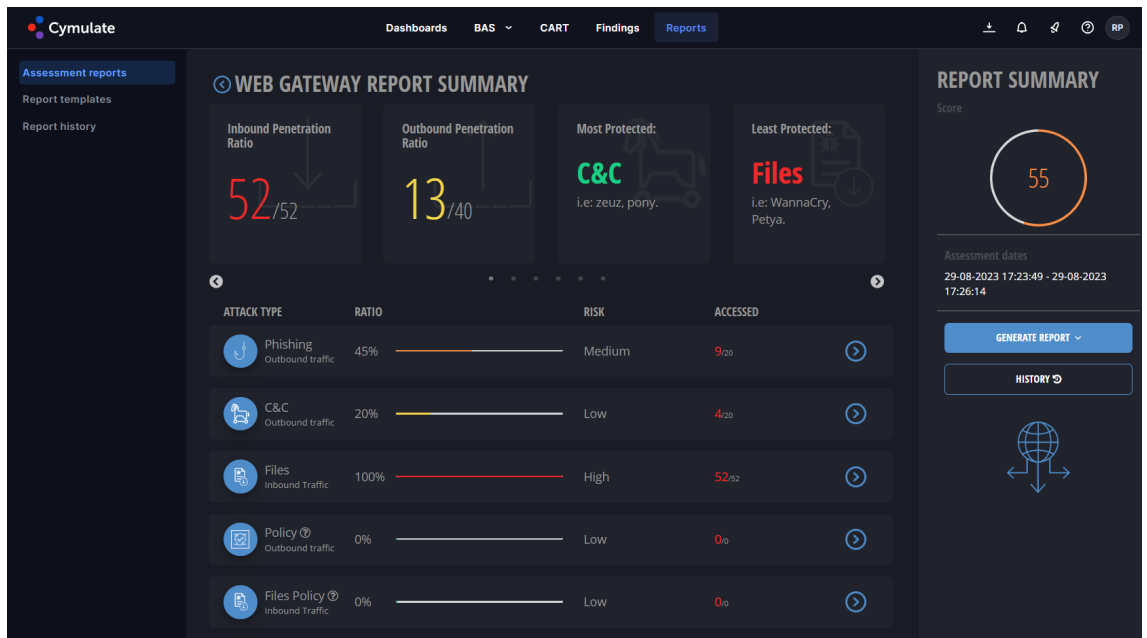 Cymulate
Dashboards BAS CART Findings Reports
RP
Assessment reports
Report templates
Report history
WEB GATEWAY REPORT SUMMARY
Inbound Penetration
Ratio
52/52
Outbound Penetration
Ratio
13/40
Most Protected:
C&C
i.e: zeuz, pony.
Least Protected:
Files
i.e: WannaCry,
Petya.
ATTACK TYPE RATIO RISK ACCESSED
Phishing
Outbound traffic
45% Medium 9/20
C&C
Outbound traffic
20% Low 4/20
Files
Inbound Traffic
100% High 52/52
Policy
Outbound traffic
0% Low 0/0
Files Policy
Inbound Traffic
0% Low 0/0
REPORT SUMMARY
Score
55
Assessment dates
29-08-2023 17:23:49 - 29-08-2023
17:26:14
GENERATE REPORT
HISTORY